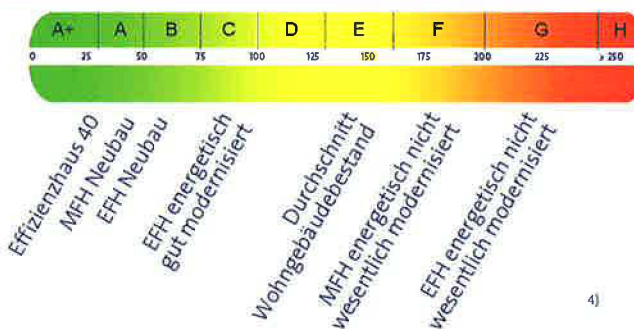 A+ A B C D E F G H
0 25 50 75 100 125 150 175 200 225 > 250
Effizienzhaus 40
MFH Neubau
EFH Neubau
EFH energetisch
gut modernisiert
Durchschnitt
Wohngebäudebestand
MFH energetisch nicht
wesentlich modernisiert
EFH energetisch nicht
wesentlich modernisiert
4)